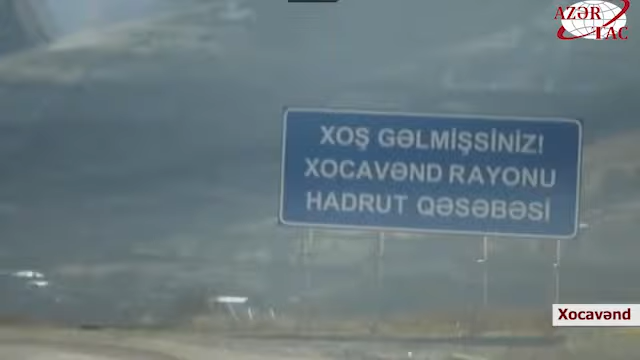 AZƏR
TAC
XOŞ GƏLMİŞSİNİZ!
XOCAVƏND RAYONU
HADRUT QƏSƏBƏSİ
Xocavənd